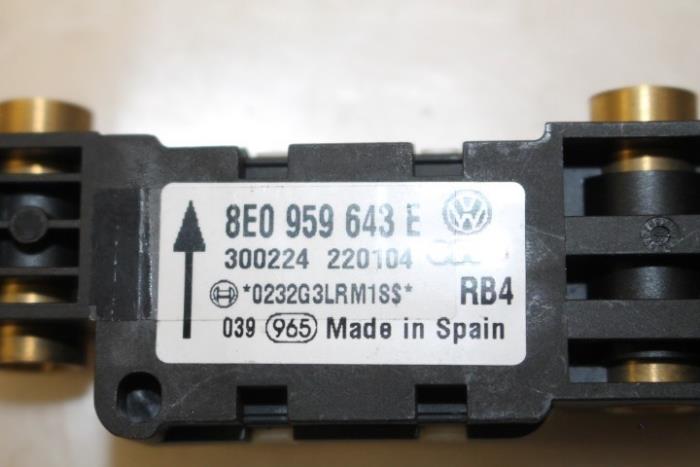 8E0 959 643 E
300224 220104
*0232G3LRM1S$*
RB4
039 965 Made in Spain